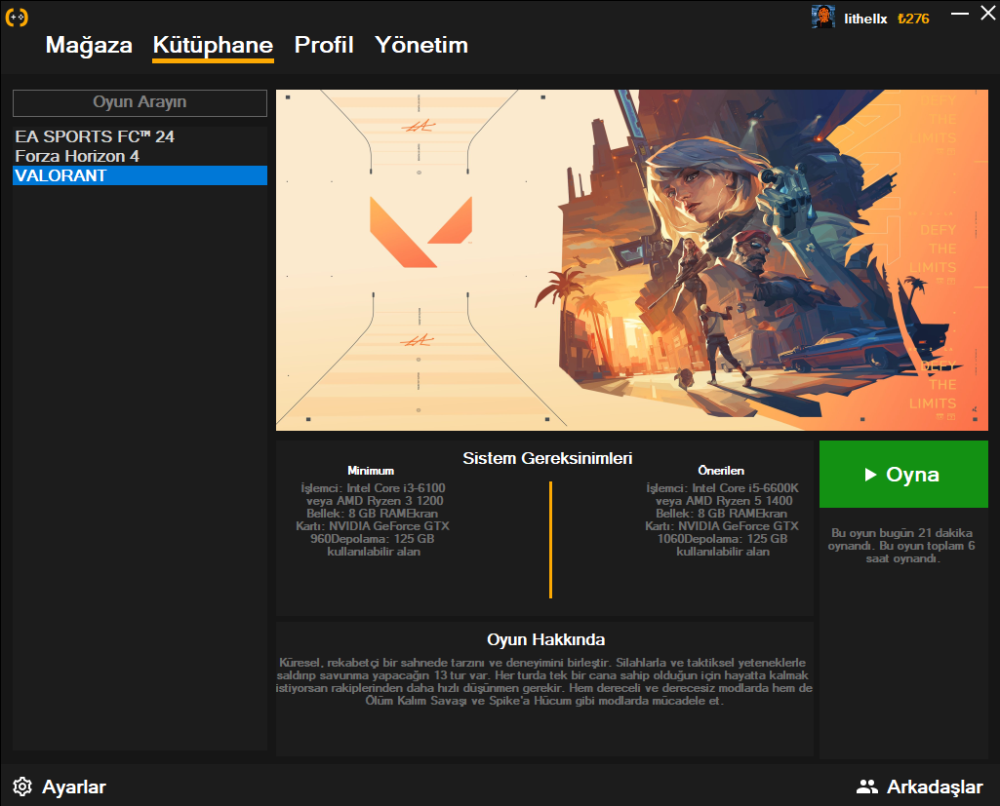 lithellx ₺276
Mağaza Kütüphane Profil Yönetim
Oyun Arayın
EA SPORTS FC™ 24
Forza Horizon 4
VALORANT
DEFY
THE
LIMITS
DEFY
THE
LIMITS
DEFY
THE
LIMITS
Sistem Gereksinimleri
Minimum
İşlemci: Intel Core i3-6100
veya AMD Ryzen 3 1200
Bellek: 8 GB RAMEkran
Kartı: NVIDIA GeForce GTX
960Depolama: 125 GB
kullanılabilir alan
Önerilen
İşlemci: Intel Core i5-6600K
veya AMD Ryzen 5 1400
Bellek: 8 GB RAMEkran
Kartı: NVIDIA GeForce GTX
1060Depolama: 125 GB
kullanılabilir alan
Oyna
Bu oyun bugün 21 dakika
oynandı. Bu oyun toplam 6
saat oynandı.
Oyun Hakkında
Küresel, rekabetçi bir sahnede tarzını ve deneyimini birleştir. Silahlarla ve taktiksel yeteneklerle
saldırıp savunma yapacağın 13 tur var. Her turda tek bir cana sahip olduğun için hayatta kalmak
istiyorsan rakiplerinden daha hızlı düşünmen gerekir. Hem dereceli ve derecesiz modlarda hem de
Ölüm Kalım Savaşı ve Spike'a Hücum gibi modlarda mücadele et.
Ayarlar
Arkadaşlar